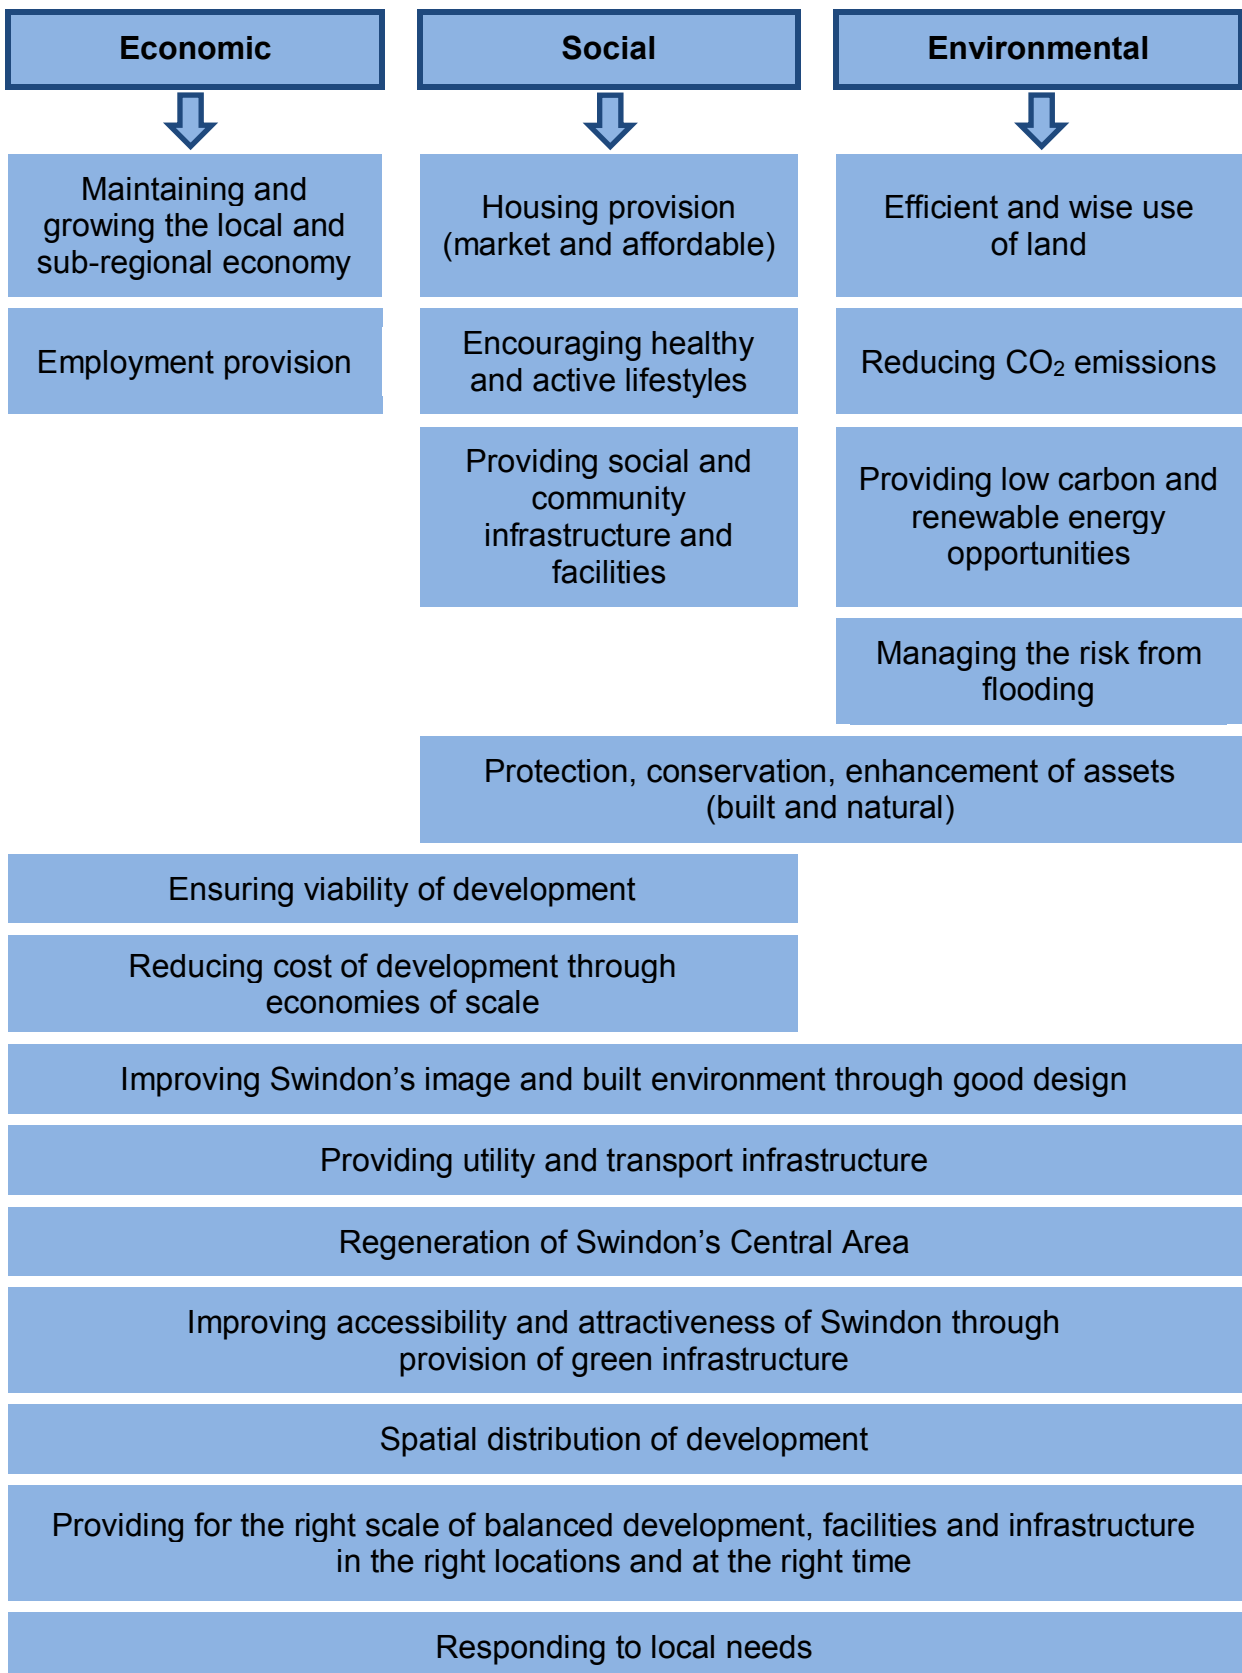 Economic
Social
Environmental
Maintaining and
growing the local and
sub-regional economy
Housing provision
(market and affordable)
Efficient and wise use
of land
Employment provision
Encouraging healthy
and active lifestyles
Reducing CO₂ emissions
Providing social and
community
infrastructure and
facilities
Providing low carbon and
renewable energy
opportunities
Managing the risk from
flooding
Protection, conservation, enhancement of assets
(built and natural)
Ensuring viability of development
Reducing cost of development through
economies of scale
Improving Swindon’s image and built environment through good design
Providing utility and transport infrastructure
Regeneration of Swindon’s Central Area
Improving accessibility and attractiveness of Swindon through
provision of green infrastructure
Spatial distribution of development
Providing for the right scale of balanced development, facilities and infrastructure
in the right locations and at the right time
Responding to local needs